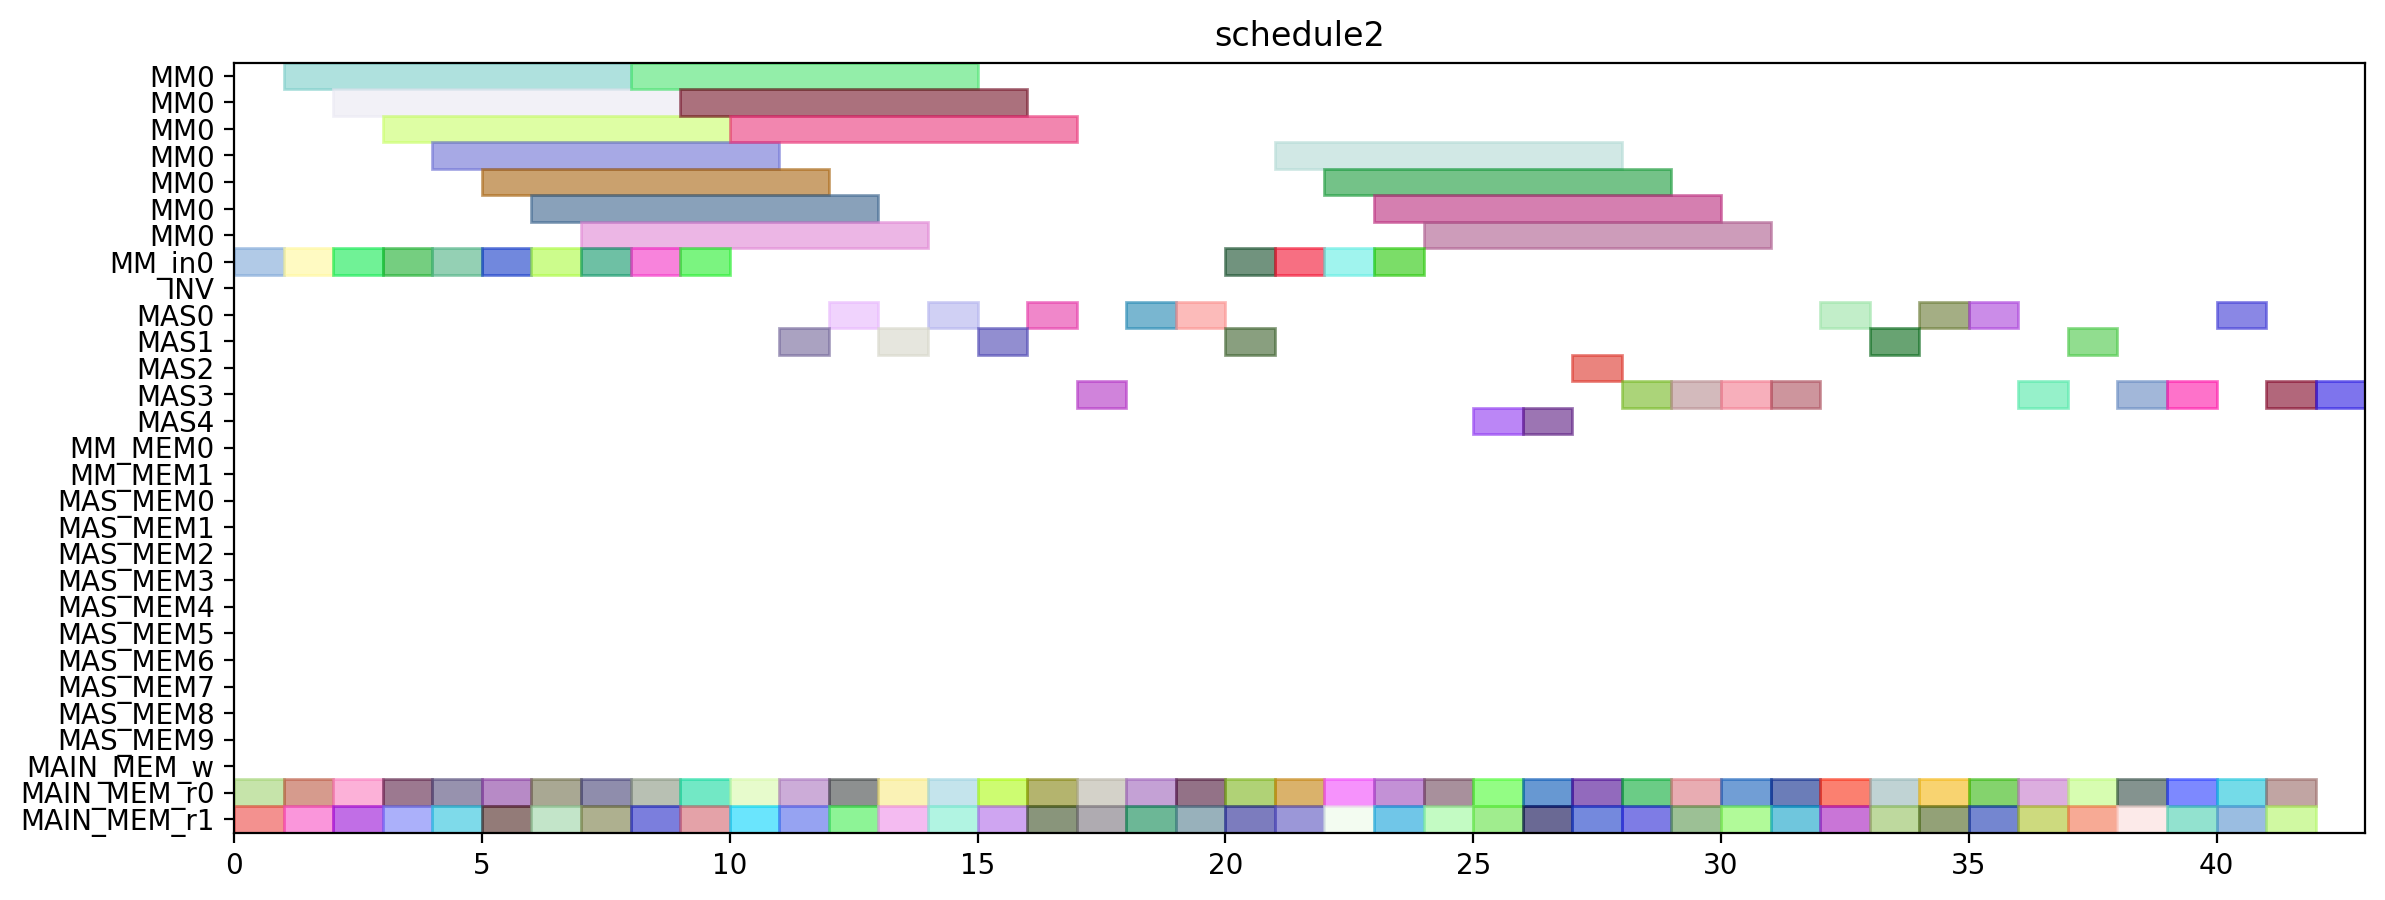 schedule2
MM0
MM0
MM0
MM0
MM0
MM0
MM0
MM_in0
INV
MAS0
MAS1
MAS2
MAS3
MAS4
MM_MEM0
MM_MEM1
MAS_MEM0
MAS_MEM1
MAS_MEM2
MAS_MEM3
MAS_MEM4
MAS_MEM5
MAS_MEM6
MAS_MEM7
MAS_MEM8
MAS_MEM9
MAIN_MEM_w
MAIN_MEM_r0
MAIN_MEM_r1
0 5 10 15 20 25 30 35 40